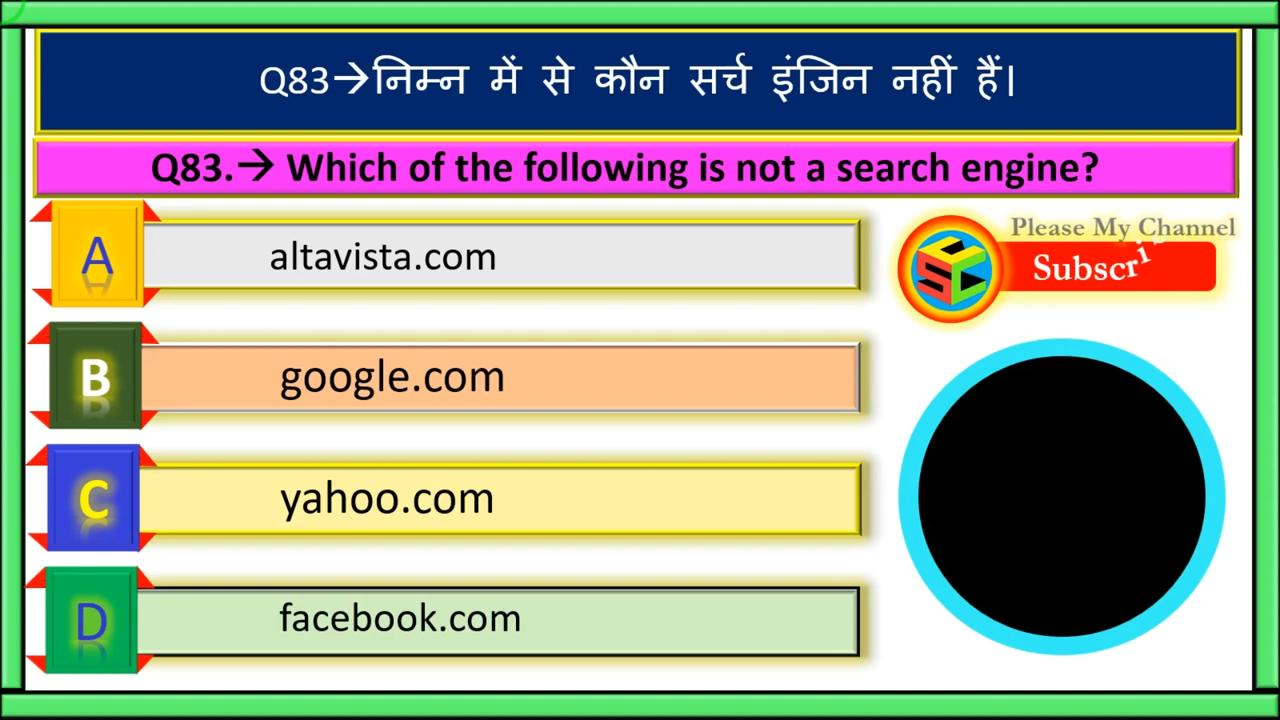 Q83→निम्न में से कौन सर्च इंजिन नहीं हैं।
Q83.→ Which of the following is not a search engine?
A
altavista.com
Please My Channel
Subscri
B
google.com
C
yahoo.com
D
facebook.com